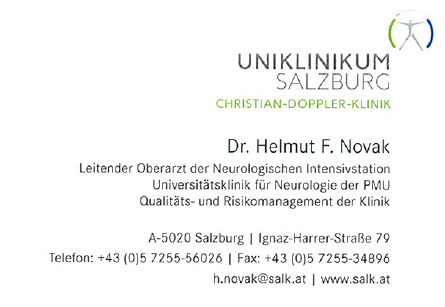 UNIKLINIKUM
SALZBURG
CHRISTIAN-DOPPLER-KLINIK
Dr. Helmut F. Novak
Leitender Oberarzt der Neurologischen Intensivstation
Universitätsklinik für Neurologie der PMU
Qualitäts- und Risikomanagement der Klinik
A-5020 Salzburg | Ignaz-Harrer-Straße 79
Telefon: +43 (0)5 7255-56026 | Fax: +43 (0)5 7255-34896
h.novak@salk.at | www.salk.at